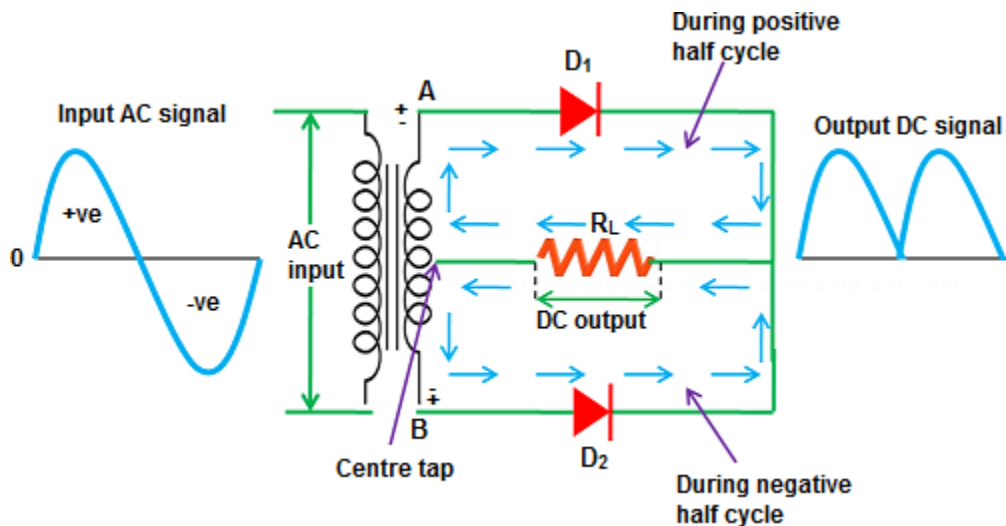 During positive
half cycle
D1
A
Input AC signal
+
-
Output DC signal
+ve
RL
0
AC
input
-ve
DC output
-
+
B
D2
Centre tap
During negative
half cycle